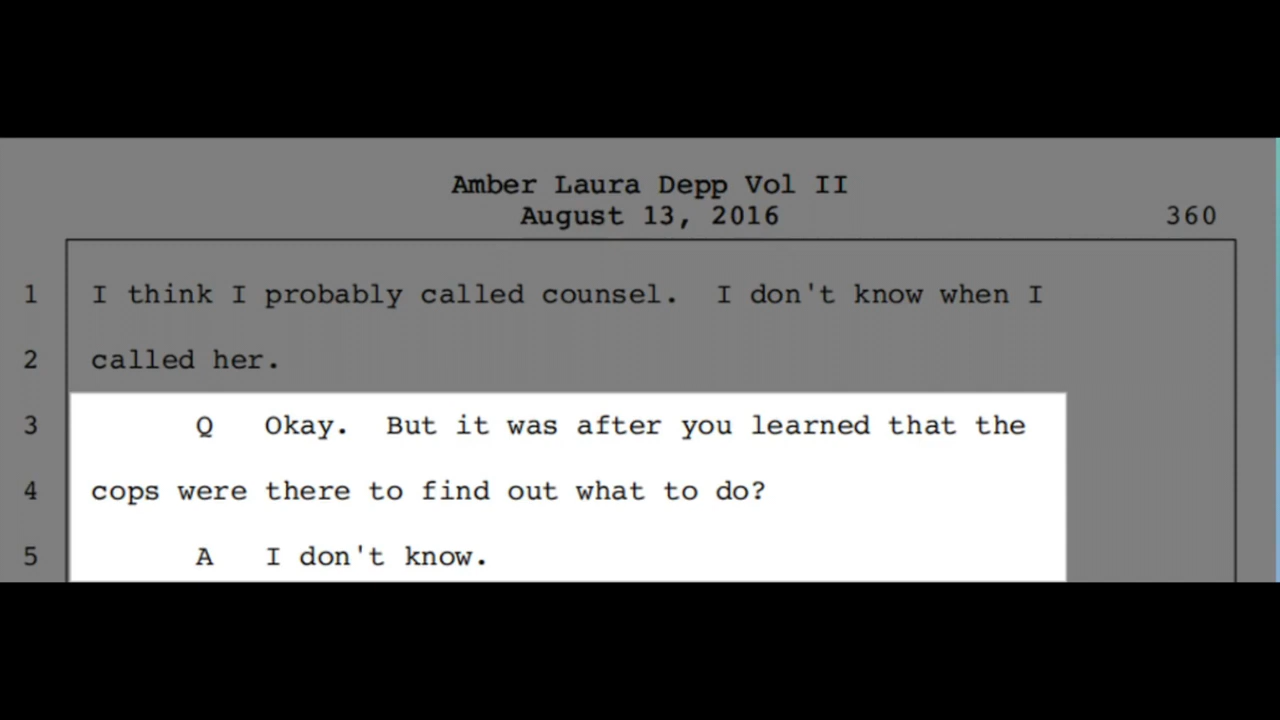 Amber Laura Depp Vol II
August 13, 2016 360
1 I think I probably called counsel. I don't know when I
2 called her.
3 Q Okay. But it was after you learned that the
4 cops were there to find out what to do?
5 A I don't know.